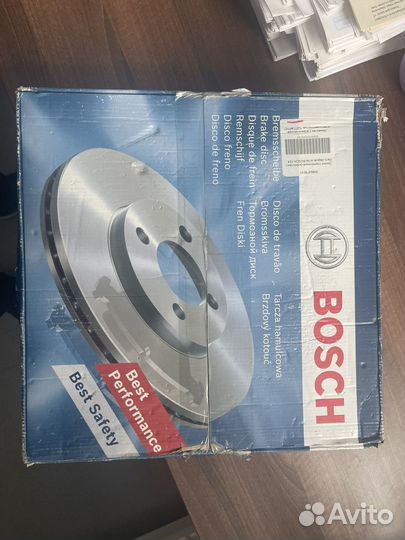 Bremsscheibe
Brake disc
Disque de frein
Remschijf
Disco freno
Disco de freno
Disco de travão
Bromsskiva
Тормозной диск
Fren Diski
Tarcza hamulcowa
Brzdový kotouč
BOSCH
Best
Performance
Best Safety
Avito